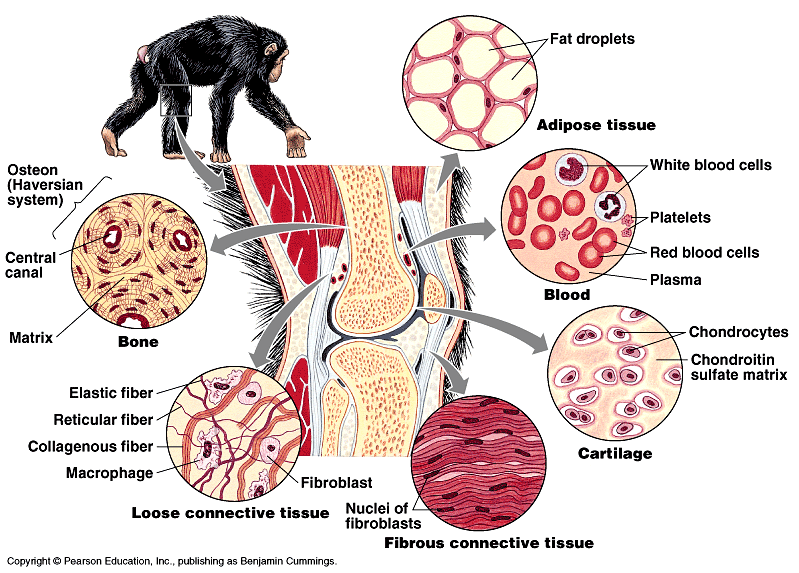 Fat droplets
Adipose tissue
Osteon
(Haversian
system)
Central
canal
Matrix
Bone
White blood cells
Platelets
Red blood cells
Plasma
Blood
Chondrocytes
Chondroitin
sulfate matrix
Cartilage
Elastic fiber
Reticular fiber
Collagenous fiber
Macrophage
Fibroblast
Loose connective tissue
Nuclei of
fibroblasts
Fibrous connective tissue
Copyright © Pearson Education, Inc., publishing as Benjamin Cummings.